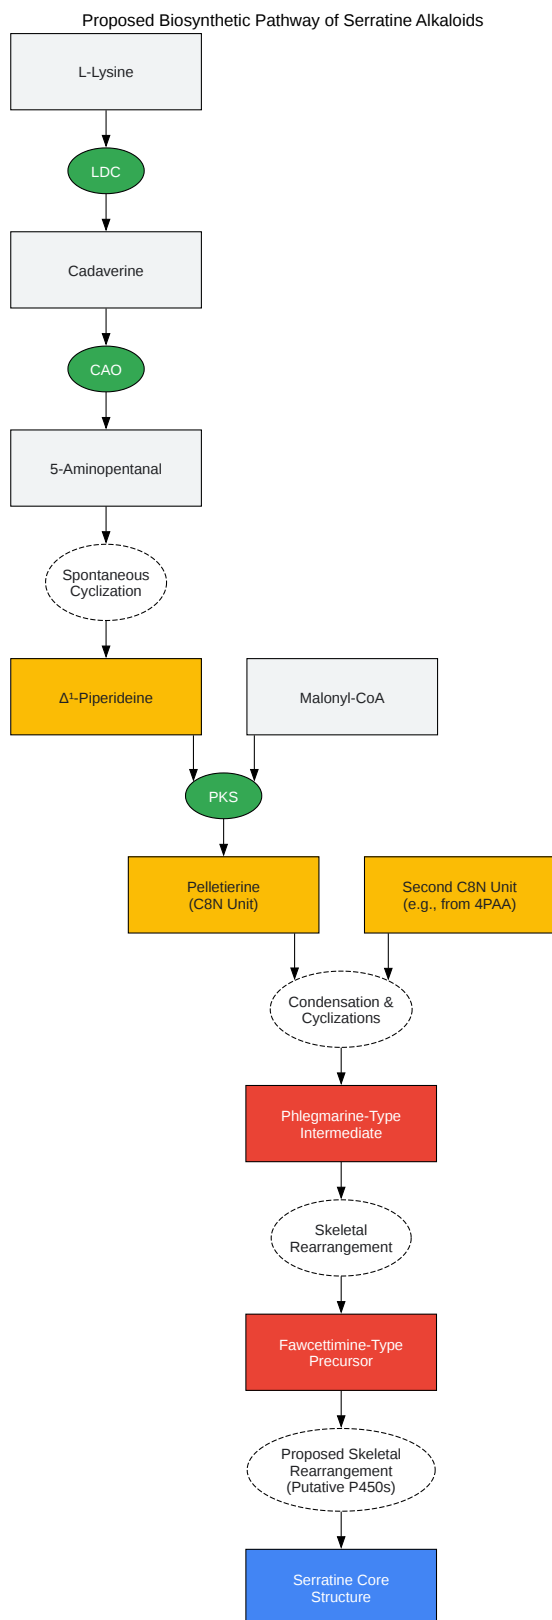 Proposed Biosynthetic Pathway of Serratine Alkaloids
L-Lysine
LDC
Cadaverine
CAO
5-Aminopentanal
Spontaneous
Cyclization
Δ¹-Piperideine
Malonyl-CoA
PKS
Pelletierine
(C8N Unit)
Second C8N Unit
(e.g., from 4PAA)
Condensation &
Cyclizations
Phlegmarine-Type
Intermediate
Skeletal
Rearrangement
Fawcettimine-Type
Precursor
Proposed Skeletal
Rearrangement
(Putative P450s)
Serratine Core
Structure